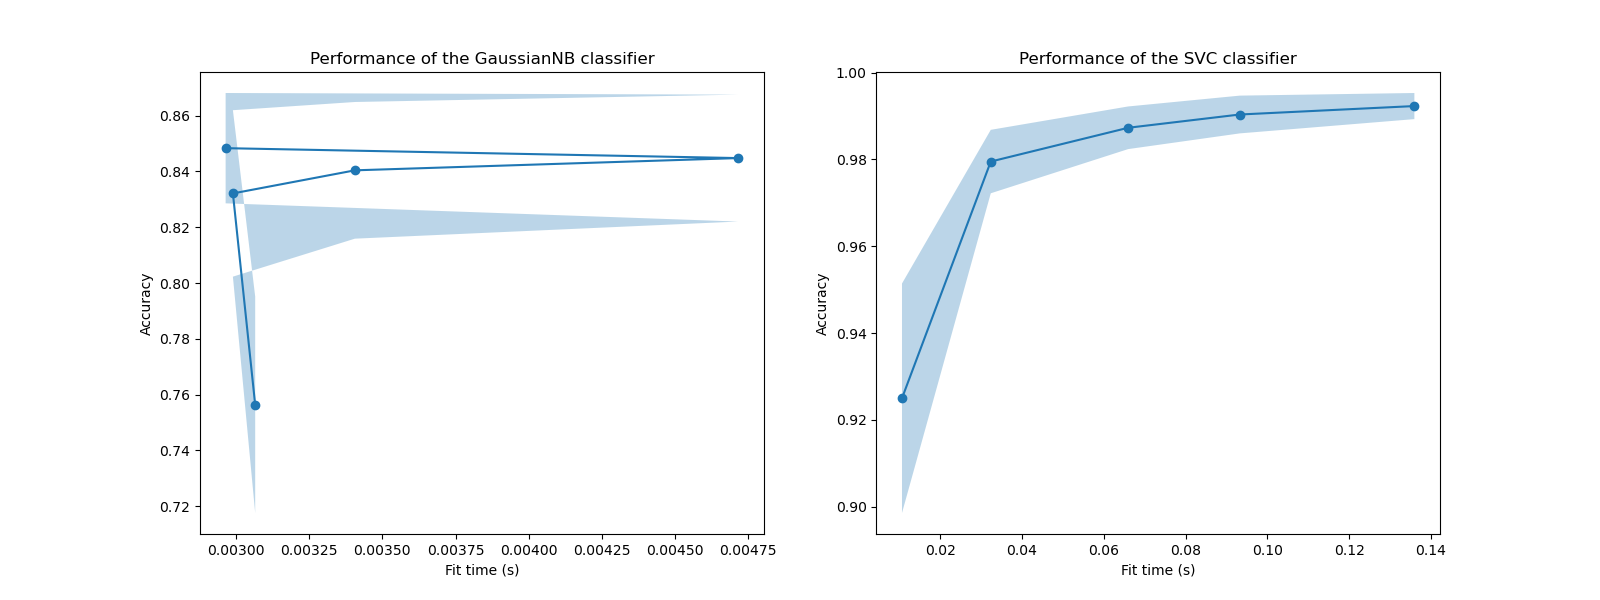 Performance of the GaussianNB classifier
Accuracy
0.86
0.84
0.82
0.80
0.78
0.76
0.74
0.72
0.00300 0.00325 0.00350 0.00375 0.00400 0.00425 0.00450 0.00475
Fit time (s)
Performance of the SVC classifier
Accuracy
1.00
0.98
0.96
0.94
0.92
0.90
0.02 0.04 0.06 0.08 0.10 0.12 0.14
Fit time (s)